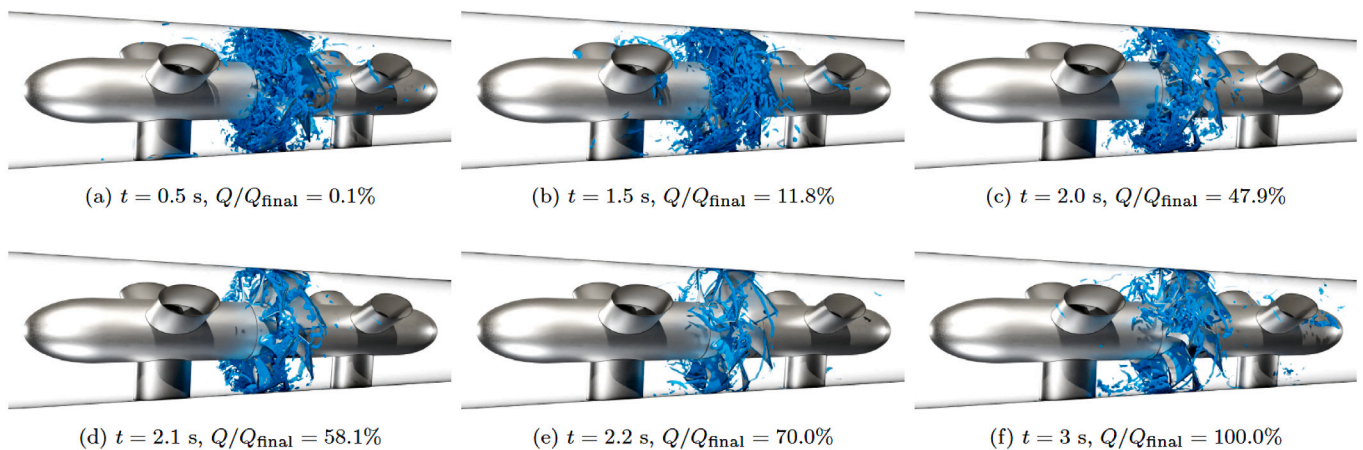 (a) t = 0.5 s, Q/Q_final = 0.1%
(b) t = 1.5 s, Q/Q_final = 11.8%
(c) t = 2.0 s, Q/Q_final = 47.9%
(d) t = 2.1 s, Q/Q_final = 58.1%
(e) t = 2.2 s, Q/Q_final = 70.0%
(f) t = 3 s, Q/Q_final = 100.0%